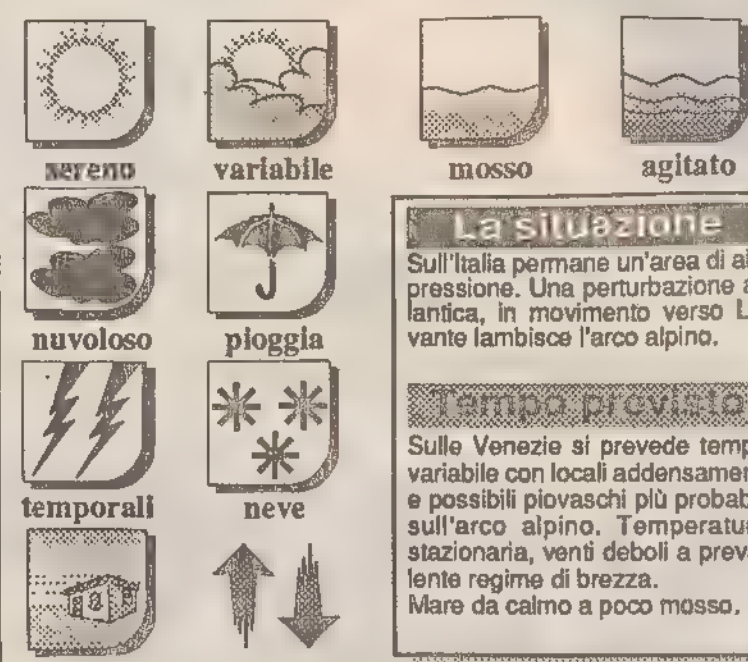 sereno
variabile
mosso
agitato
nuvoloso
pioggia
temporali
neve
La situazione
Sull'Italia permane un'area di al
pressione. Una perturbazione a
lantica, in movimento verso L
vante lambisce l'arco alpino.
Tempo previsto
Sulle Venezie si prevede temp
variabile con locali addensamen
e possibili piovaschi più probab
sull'arco alpino. Temperatu
stazionaria, venti deboli a preva
lente regime di brezza.
Mare da calmo a poco mosso.